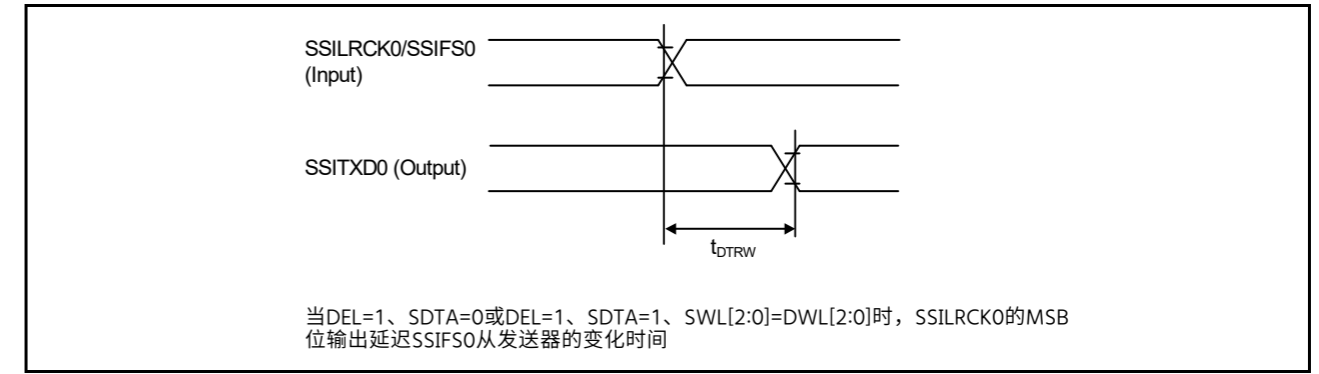 SSILRCK0/SSIFS0
(Input)
SSITXD0 (Output)
tDTRW
当DEL=1、SDTA=0或DEL=1、SDTA=1、SWL[2:0]=DWL[2:0]时，SSILRCK0的MSB
位输出延迟SSIFS0从发送器的变化时间